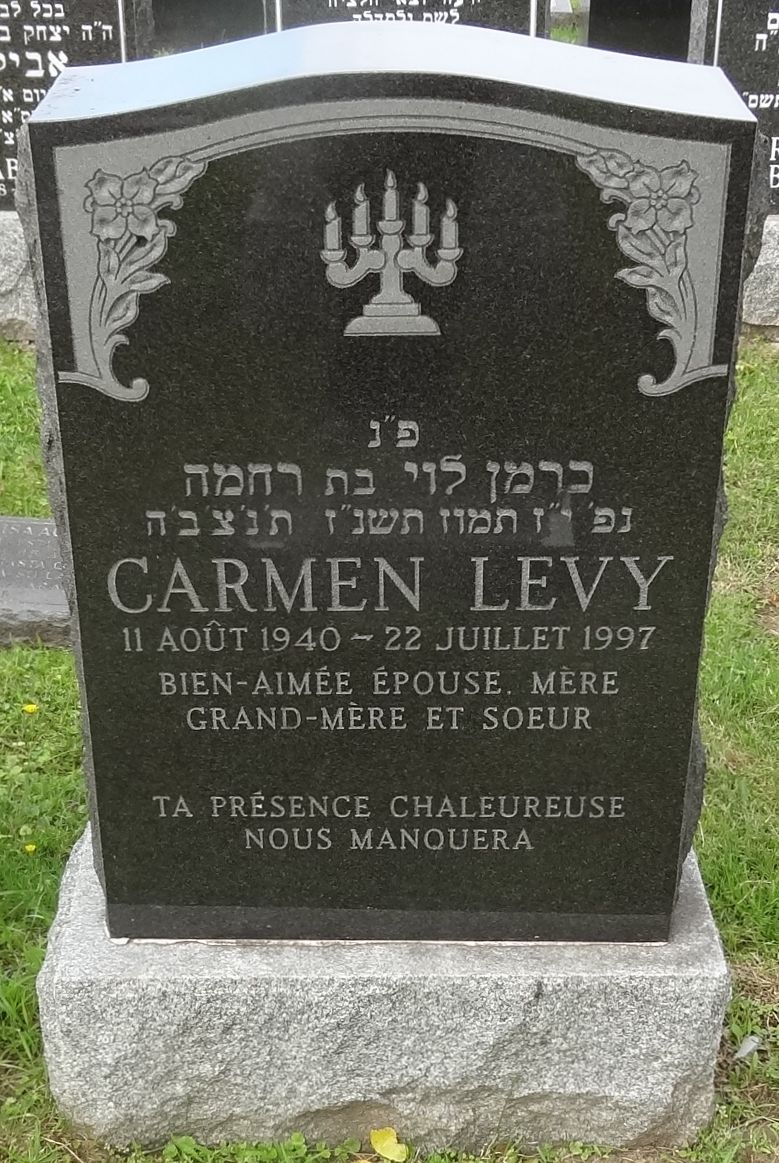 פ"נ
כרמן לוי בת רחמה
נפ' י"ז תמוז תשנ"ז ת'נ'צ'ב'ה
CARMEN LEVY
11 AOÛT 1940 – 22 JUILLET 1997
BIEN-AIMÉE ÉPOUSE. MÈRE
GRAND-MÈRE ET SOEUR
TA PRÉSENCE CHALEUREUSE
NOUS MANQUERA